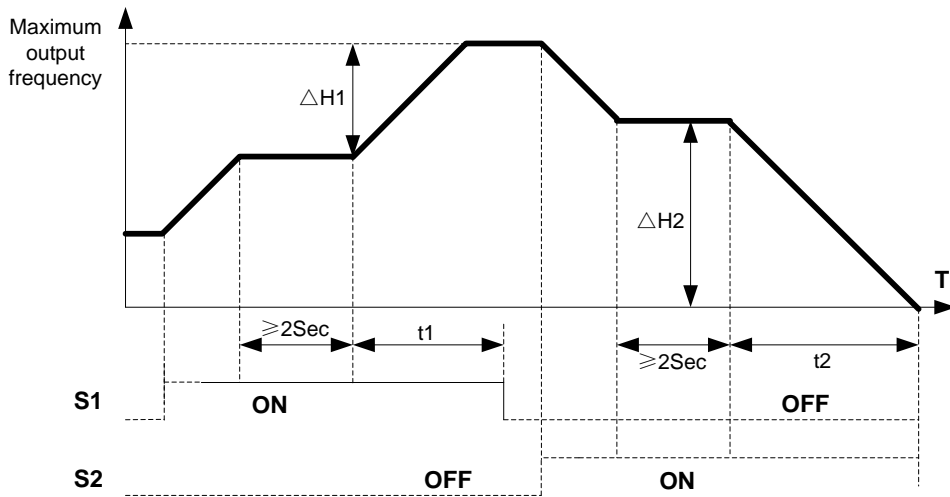 Maximum
output
frequency
△H1
△H2
T
≥2Sec
t1
≥2Sec
t2
S1
ON
OFF
S2
OFF
ON